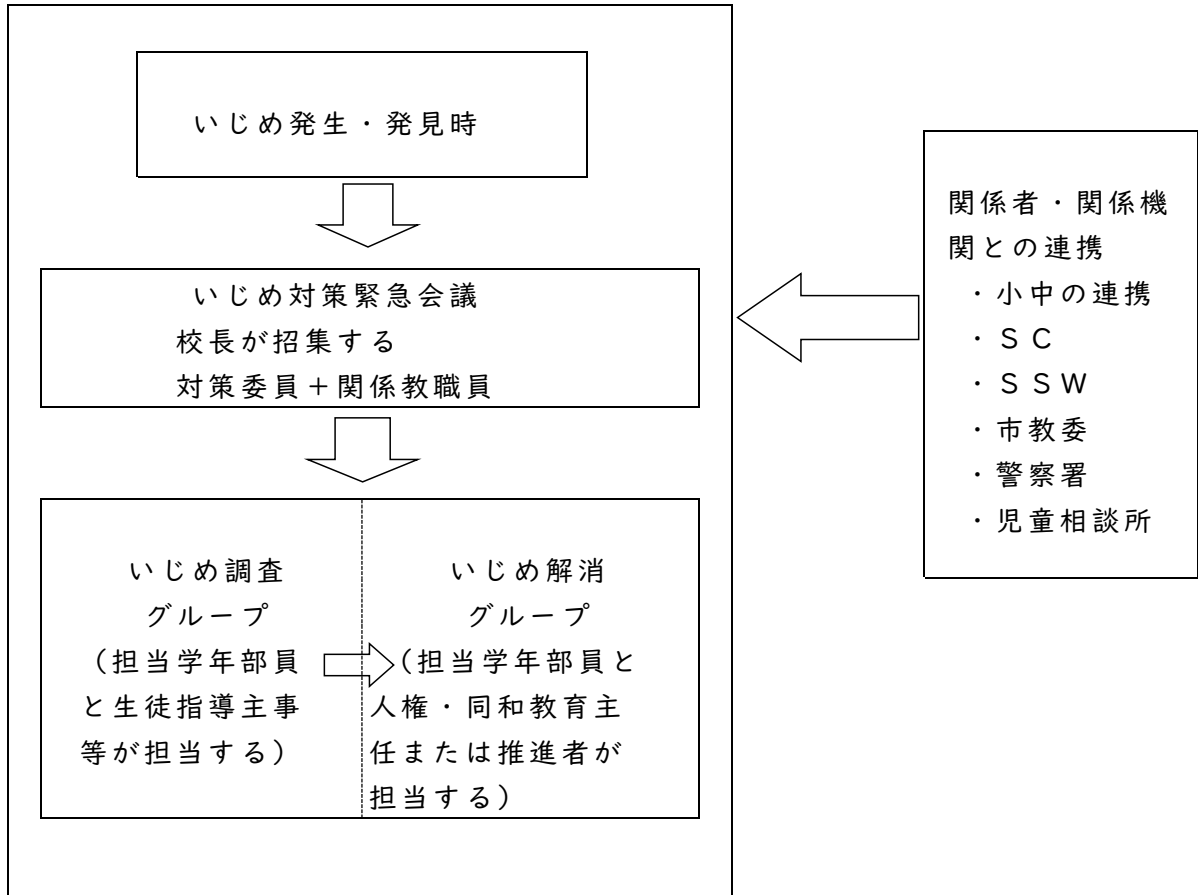 いじめ発生・発見時
いじめ対策緊急会議
校長が招集する
対策委員＋関係教職員
いじめ調査
グループ
（担当学年部員
と生徒指導主事
等が担当する）
いじめ解消
グループ
（担当学年部員と
人権・同和教育主
任または推進者が
担当する）
関係者・関係機
関との連携
・小中の連携
・ＳＣ
・ＳＳＷ
・市教委
・警察署
・児童相談所